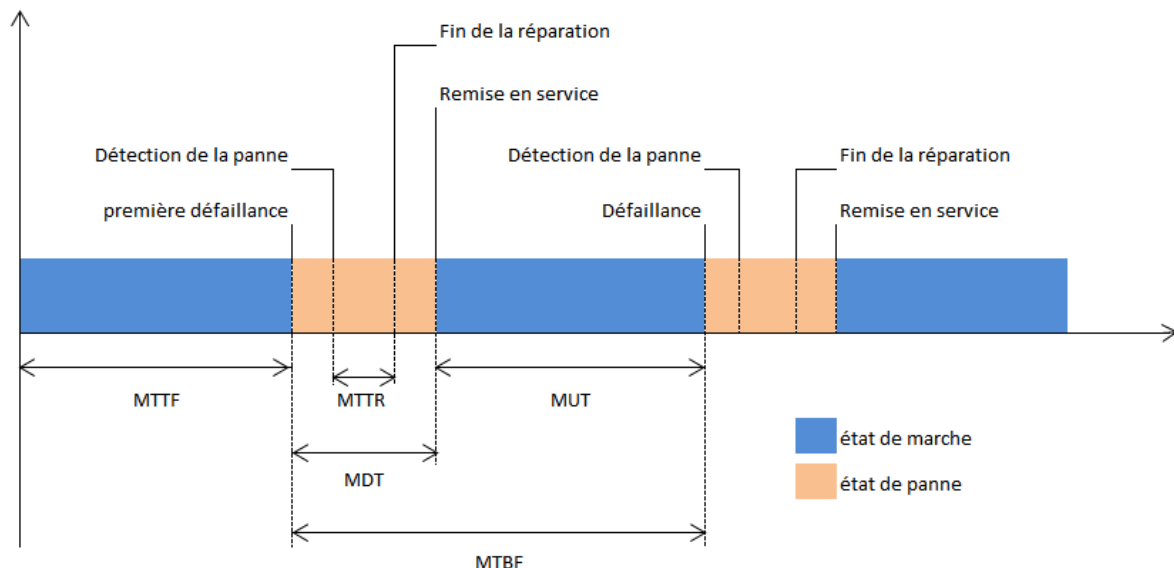 Fin de la réparation
Remise en service
Détection de la panne
Détection de la panne
Fin de la réparation
première défaillance
Défaillance
Remise en service
MTTF
MTTR
MUT
état de marche
MDT
état de panne
MTBF